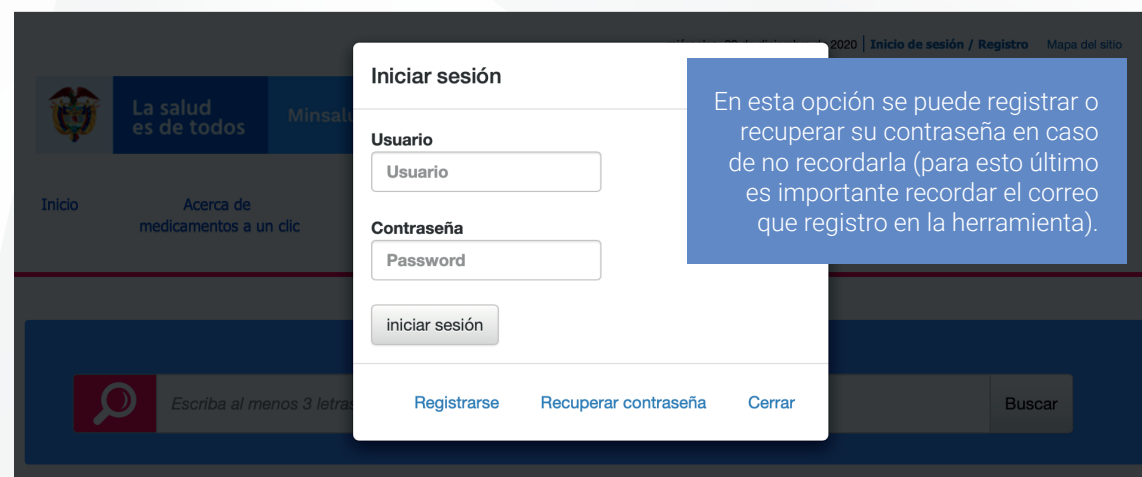 2020 | Inicio de sesión / Registro Mapa del sitio
La salud
es de todos
Minsalu
Inicio
Acerca de
medicamentos a un clic
Iniciar sesión
Usuario
Usuario
Contraseña
Password
iniciar sesión
Registrarse Recuperar contraseña Cerrar
En esta opción se puede registrar o
recuperar su contraseña en caso
de no recordarla (para esto último
es importante recordar el correo
que registro en la herramienta).
Escriba al menos 3 letras
Buscar